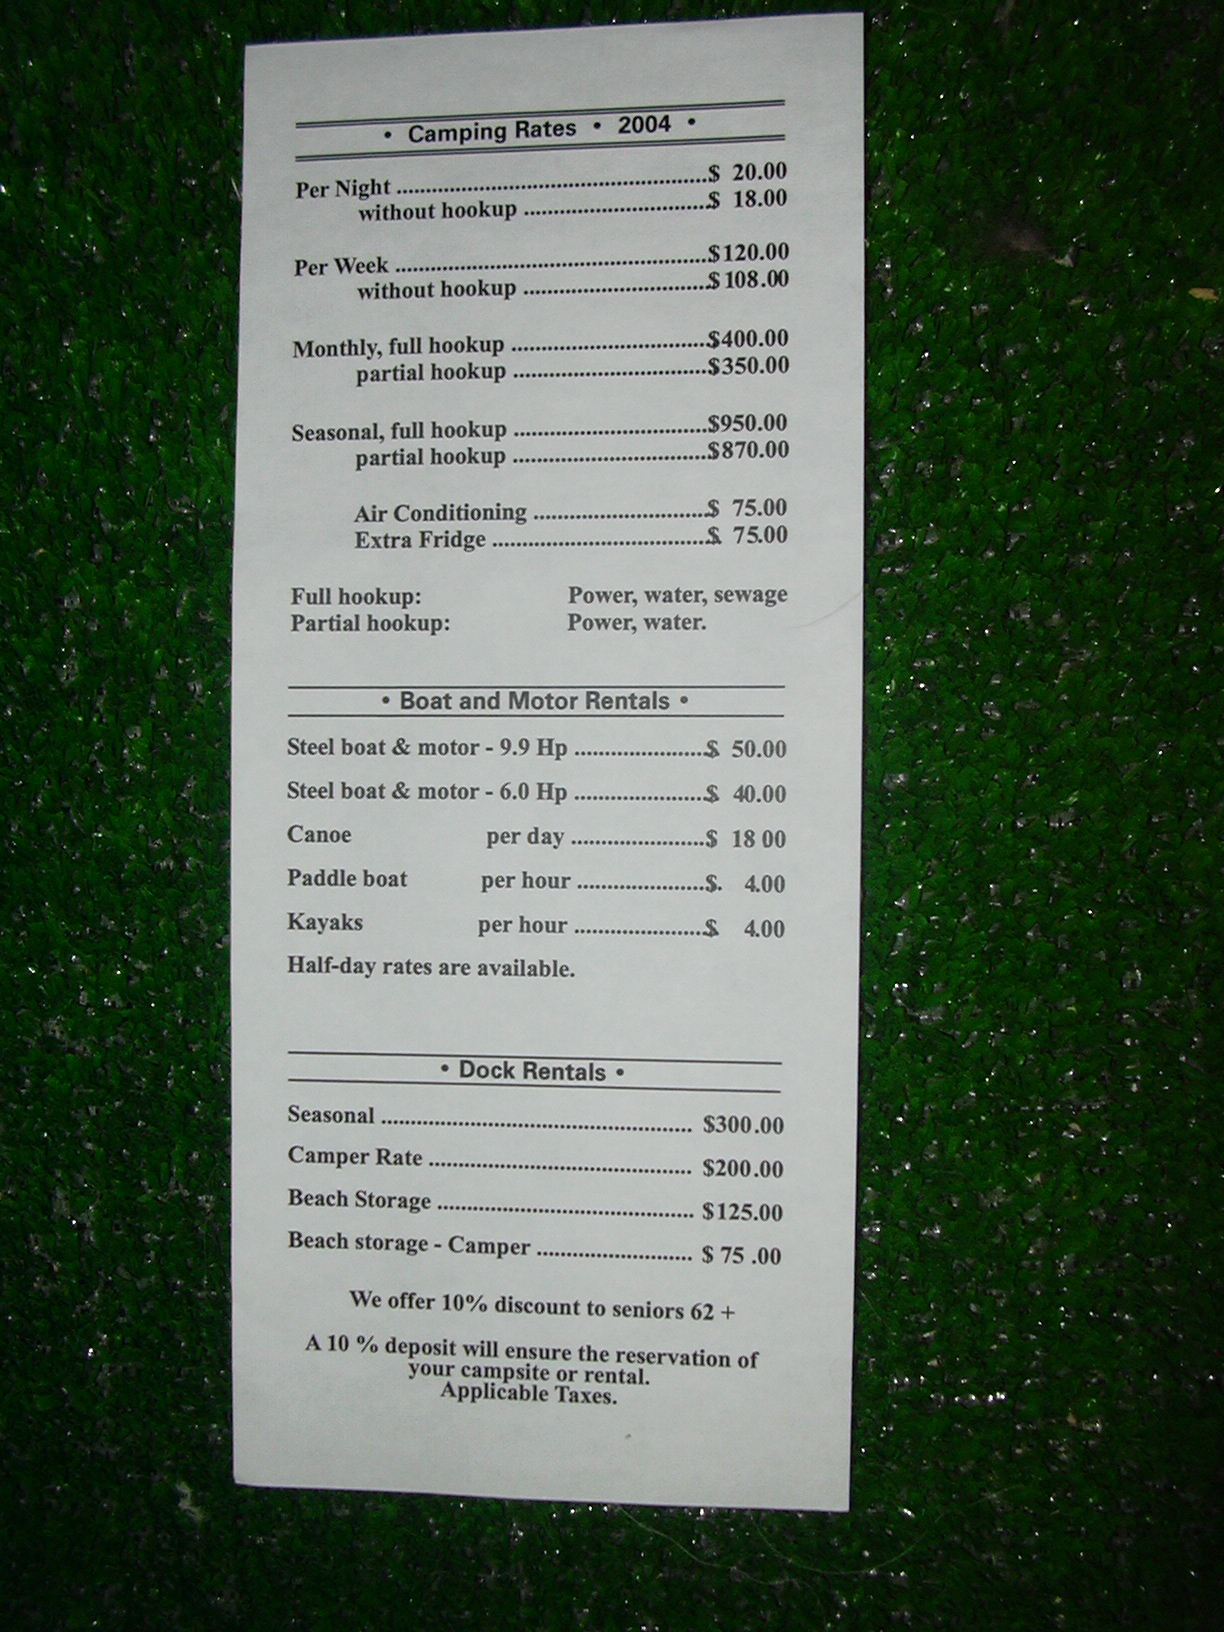 • Camping Rates • 2004 •
Per Night ........................................................$ 20.00
without hookup ...............................$ 18.00
Per Week ........................................................$120.00
without hookup ...............................$ 108.00
Monthly, full hookup .................................$400.00
partial hookup .................................$350.00
Seasonal, full hookup .................................$950.00
partial hookup .................................$870.00
Air Conditioning .............................$ 75.00
Extra Fridge .....................................$ 75.00
Full hookup: Power, water, sewage
Partial hookup: Power, water.
• Boat and Motor Rentals •
Steel boat & motor - 9.9 Hp ......................$ 50.00
Steel boat & motor - 6.0 Hp ......................$ 40.00
Canoe per day .......................$ 18 00
Paddle boat per hour ......................$. 4.00
Kayaks per hour ......................$ 4.00
Half-day rates are available.
• Dock Rentals •
Seasonal ..................................................... $300.00
Camper Rate ............................................. $200.00
Beach Storage ............................................ $125.00
Beach storage - Camper ........................... $ 75 .00
We offer 10% discount to seniors 62 +
A 10 % deposit will ensure the reservation of
your campsite or rental.
Applicable Taxes.